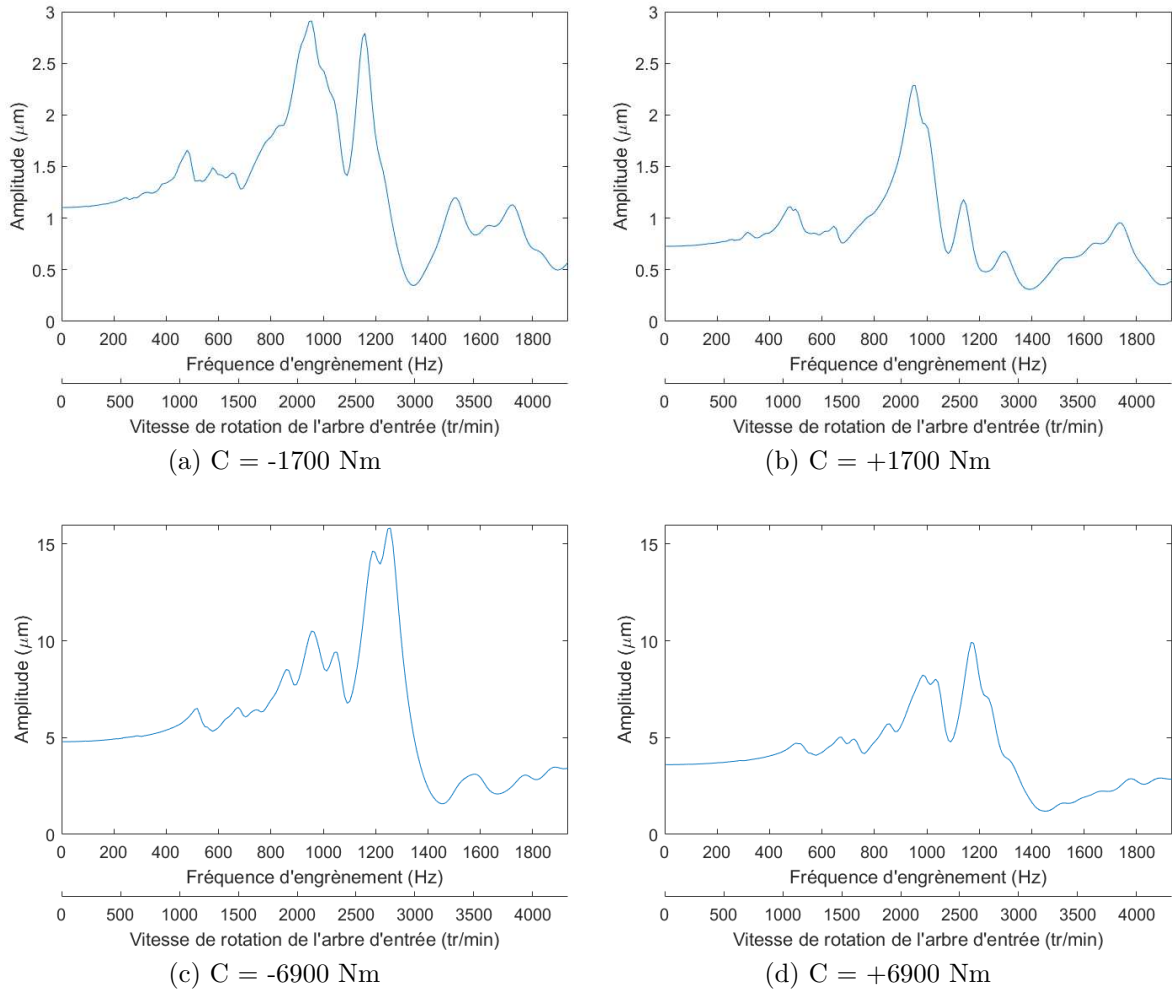 3
2.5
2
1.5
1
0.5
0
Amplitude (μm)
0 200 400 600 800 1000 1200 1400 1600 1800
Fréquence d'engrènement (Hz)
0 500 1000 1500 2000 2500 3000 3500 4000
Vitesse de rotation de l'arbre d'entrée (tr/min)
(a) C = -1700 Nm
3
2.5
2
1.5
1
0.5
0
Amplitude (μm)
0 200 400 600 800 1000 1200 1400 1600 1800
Fréquence d'engrènement (Hz)
0 500 1000 1500 2000 2500 3000 3500 4000
Vitesse de rotation de l'arbre d'entrée (tr/min)
(b) C = +1700 Nm
15
10
5
0
Amplitude (μm)
0 200 400 600 800 1000 1200 1400 1600 1800
Fréquence d'engrènement (Hz)
0 500 1000 1500 2000 2500 3000 3500 4000
Vitesse de rotation de l'arbre d'entrée (tr/min)
(c) C = -6900 Nm
15
10
5
0
Amplitude (μm)
0 200 400 600 800 1000 1200 1400 1600 1800
Fréquence d'engrènement (Hz)
0 500 1000 1500 2000 2500 3000 3500 4000
Vitesse de rotation de l'arbre d'entrée (tr/min)
(d) C = +6900 Nm